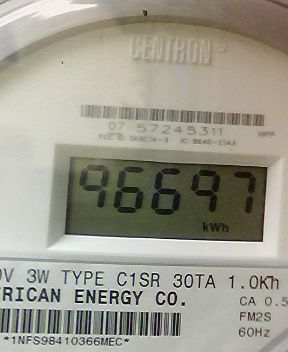 CENTRON®
07 57245311 HPP
96697
kWh
V 3W TYPE C1SR 30TA 1.0Kh
RICAN ENERGY CO.
CA 0.5
FM2S
60Hz
*1NFS98410366MEC*